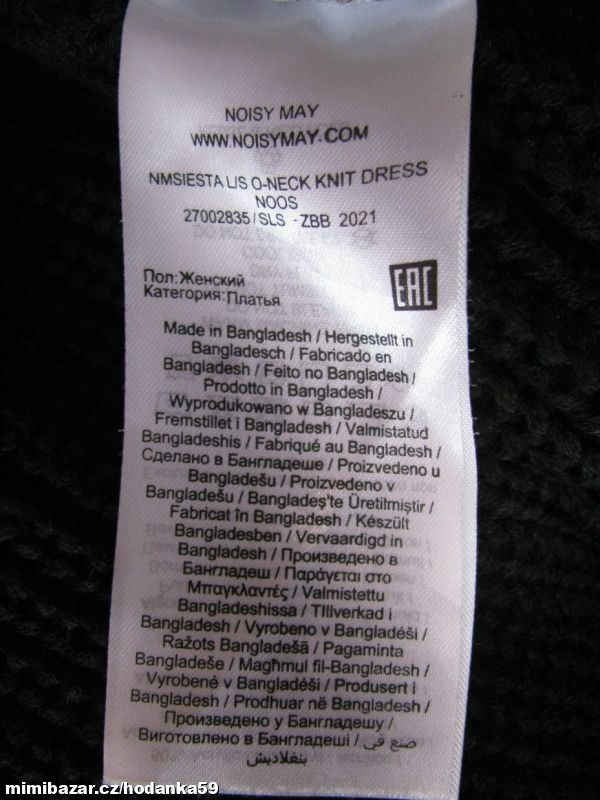 NOISY MAY
WWW.NOISYMAY.COM
NMSIESTA L/S O-NECK KNIT DRESS
NOOS
27002835/SLS -ZBB 2021
Пол:Женский
Категория:Платья
EAC
Made in Bangladesh / Hergestellt in
Bangladesch / Fabricado en
Bangladesh / Feito no Bangladesh /
Prodotto in Bangladesh /
Wyprodukowano w Bangladeszu /
Fremstillet i Bangladesh / Valmistatud
Bangladeshis / Fabriqué au Bangladesh /
Сделано в Бангладеше / Proizvedeno u
Bangladešu / Proizvedeno v
Bangladešu / Bangladeş'te Üretilmiştir /
Fabricat în Bangladesh / Készült
Bangladesben / Vervaardigd in
Bangladesh / Произведено в
Бангладеш / Παράγεται στο
Μπαγκλαντές / Valmistettu
Bangladeshissa / Tillverkad i
Bangladesh / Vyrobeno v Bangladéši /
Ražots Bangladešā / Pagaminta
Bangladeše / Magħmul fil-Bangladesh /
Vyrobené v Bangladéši / Produsert i
Bangladesh / Prodhuar në Bangladesh /
Произведено у Бангладешу /
Виготовлено в Бангладеші / صنع في
بنغلاديش
mimibazar.cz/hodanka59